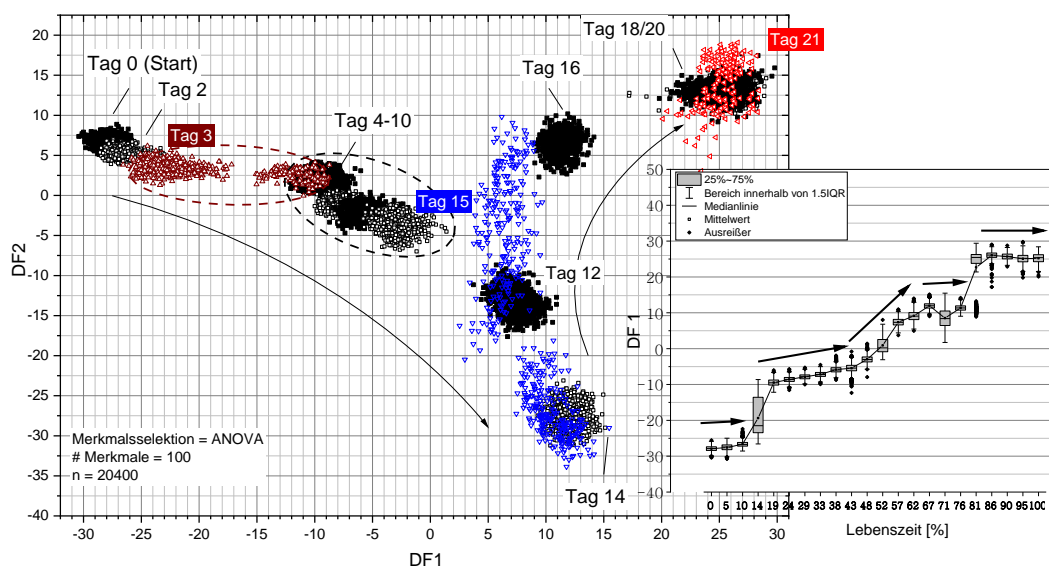 Tag 0 (Start)
Tag 2
Tag 3
Tag 4-10
Tag 15
Tag 16
Tag 18/20
Tag 21
Tag 12
Tag 14
Merkmalsselektion = ANOVA
# Merkmale = 100
n = 20400
DF2
20
15
10
5
0
-5
-10
-15
-20
-25
-30
-35
-40
-30 -25 -20 -15 -10 -5 0 5 10 15 20 25 30
DF1
25%~75%
Bereich innerhalb von 1.5IQR
Medianlinie
Mittelwert
Ausreißer
DF 1
50
40
30
20
10
0
-10
-20
-30
-40
0 5 10 14 19 24 29 33 38 43 48 52 57 62 67 71 76 81 86 90 95 100
Lebenszeit [%]